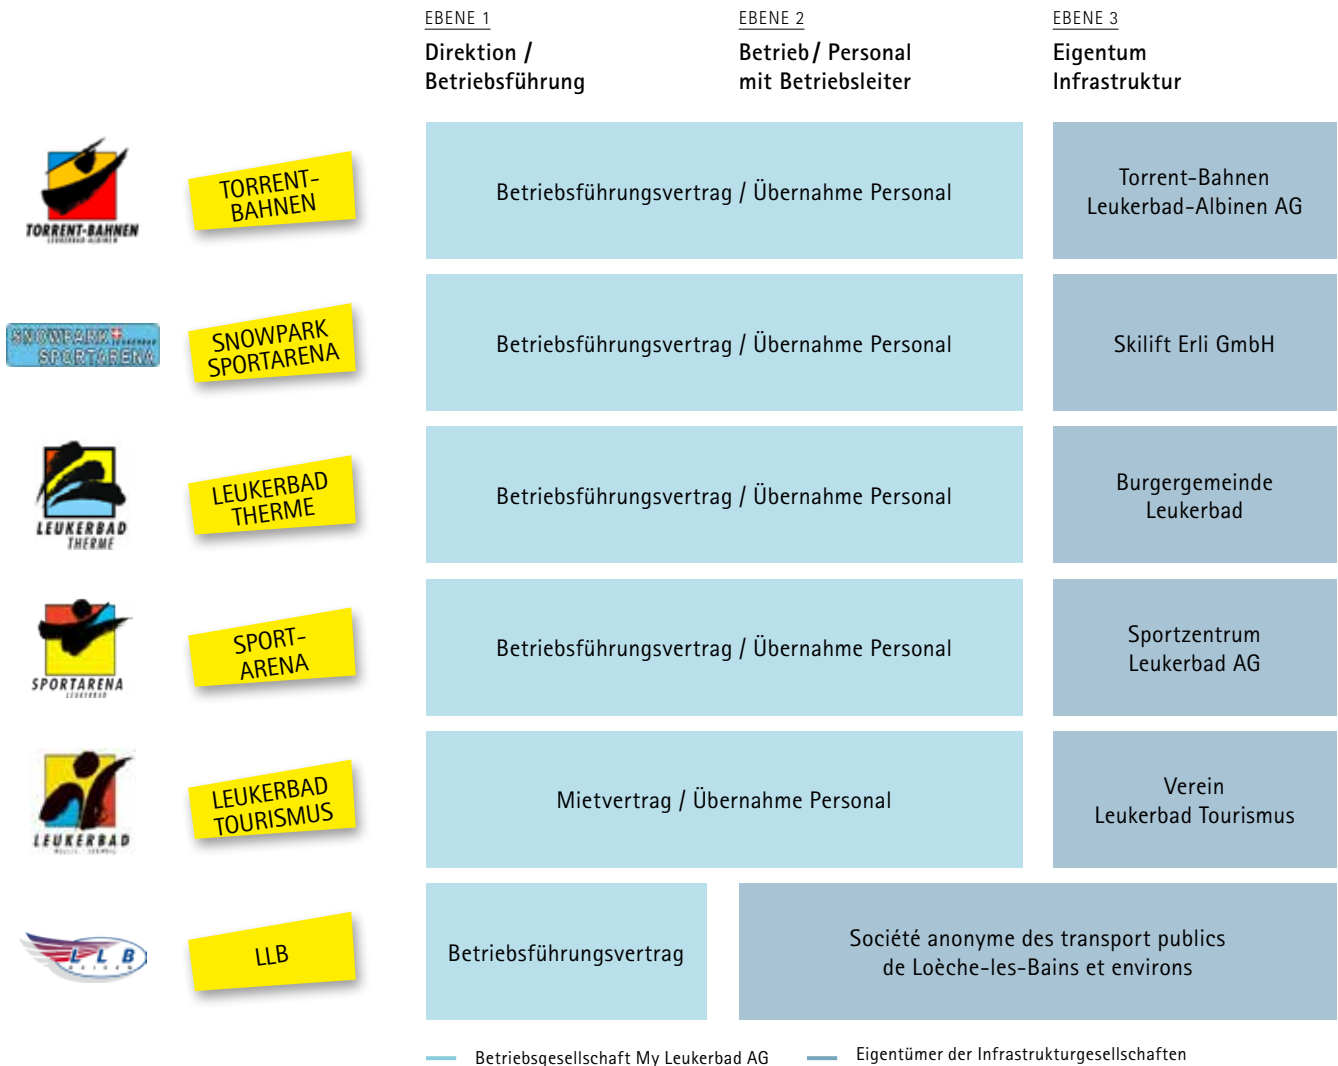 EBENE 1
EBENE 2
EBENE 3
Direktion /
Betriebsführung
Betrieb / Personal
mit Betriebsleiter
Eigentum
Infrastruktur
TORRENT-BAHNEN
LEUKERBAD-ALBINEN
TORRENT-
BAHNEN
Betriebsführungsvertrag / Übernahme Personal
Torrent-Bahnen
Leukerbad-Albinen AG
SNOWPARK
LEUKERBAD
SPORTARENA
SNOWPARK
SPORTARENA
Betriebsführungsvertrag / Übernahme Personal
Skilift Erli GmbH
LEUKERBAD
THERME
LEUKERBAD
THERME
Betriebsführungsvertrag / Übernahme Personal
Burgergemeinde
Leukerbad
SPORTARENA
LEUKERBAD
SPORT-
ARENA
Betriebsführungsvertrag / Übernahme Personal
Sportzentrum
Leukerbad AG
LEUKERBAD
LEUKERBAD
TOURISMUS
Mietvertrag / Übernahme Personal
Verein
Leukerbad Tourismus
LLB
LLB
Betriebsführungsvertrag
Société anonyme des transport publics
de Loèche-les-Bains et environs
Betriebsgesellschaft My Leukerbad AG
Eigentümer der Infrastrukturgesellschaften